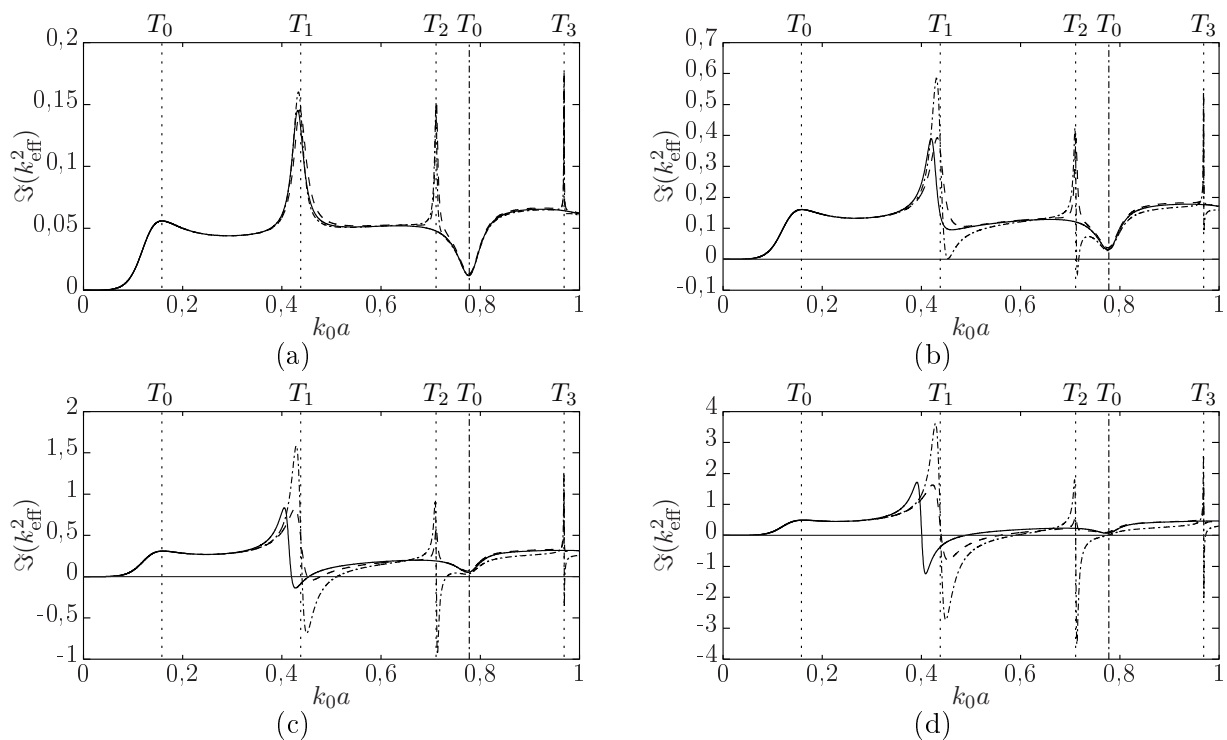 T₀ T₁ T₂ T₀ T₃
0,2
0,15
0,1
0,05
0
ℑ(k²eff)
0 0,2 0,4 0,6 0,8 1
k₀a
(a)
T₀ T₁ T₂ T₀ T₃
0,7
0,6
0,5
0,4
0,3
0,2
0,1
0
-0,1
ℑ(k²eff)
0 0,2 0,4 0,6 0,8 1
k₀a
(b)
T₀ T₁ T₂ T₀ T₃
2
1,5
1
0,5
0
-0,5
-1
ℑ(k²eff)
0 0,2 0,4 0,6 0,8 1
k₀a
(c)
T₀ T₁ T₂ T₀ T₃
4
3
2
1
0
-1
-2
-3
-4
ℑ(k²eff)
0 0,2 0,4 0,6 0,8 1
k₀a
(d)